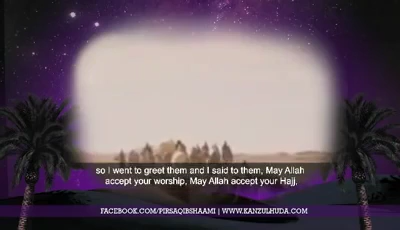 so I went to greet them and I said to them, May Allah
accept your worship, May Allah accept your Hajj,
FACEBOOK.COM/PIRSAQIBSHAAMI | WWW.KANZULHUDA.COM